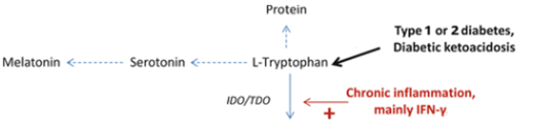 Protein
Type 1 or 2 diabetes,
Diabetic ketoacidosis
Melatonin
Serotonin
L-Tryptophan
IDO/TDO
Chronic inflammation,
mainly IFN-γ
+